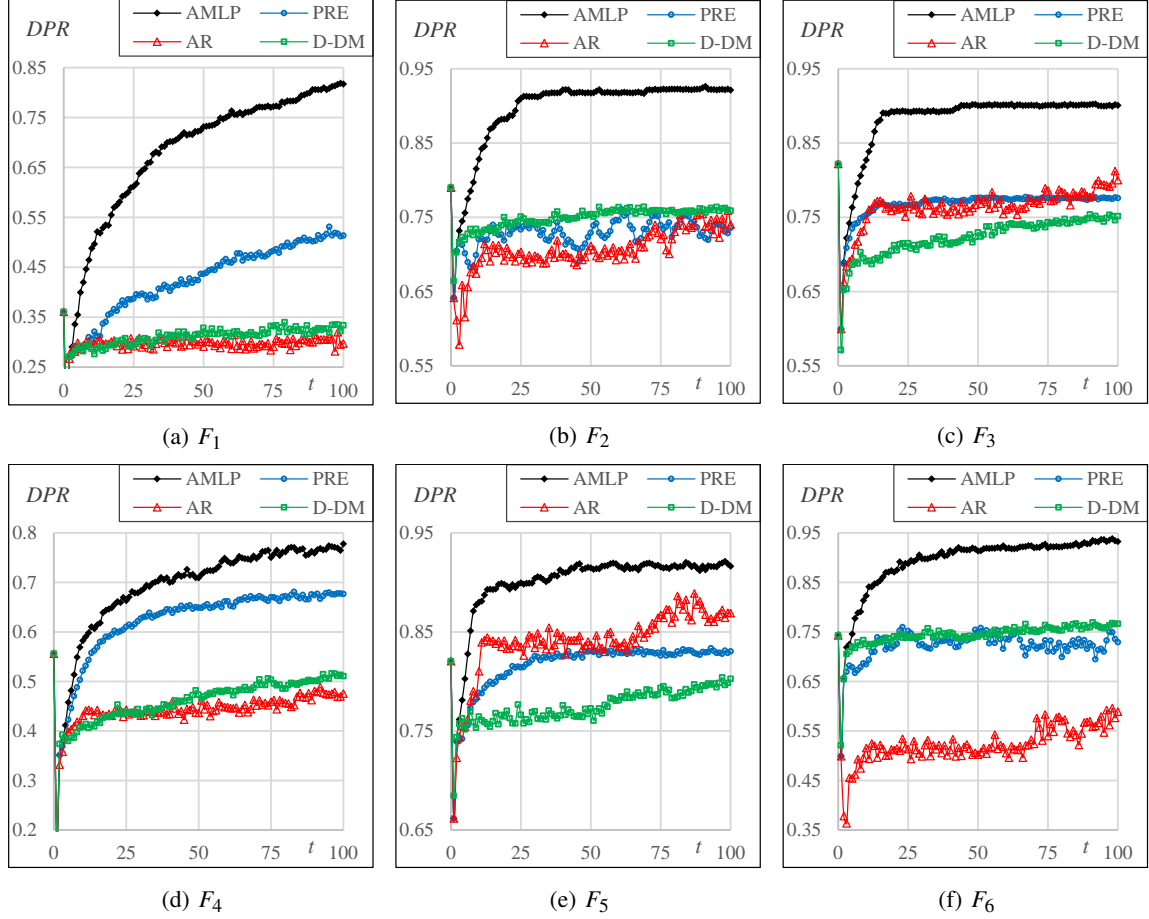 DPR
AMLP PRE
AR D-DM
0.85
0.75
0.65
0.55
0.45
0.35
0.25
0 25 50 75 100
t
(a) F1
DPR
AMLP PRE
AR D-DM
0.95
0.85
0.75
0.65
0.55
0 25 50 75 100
t
(b) F2
DPR
AMLP PRE
AR D-DM
0.95
0.85
0.75
0.65
0.55
0 25 50 75 100
t
(c) F3
DPR
AMLP PRE
AR D-DM
0.8
0.7
0.6
0.5
0.4
0.3
0.2
0 25 50 75 100
t
(d) F4
DPR
AMLP PRE
AR D-DM
0.95
0.85
0.75
0.65
0 25 50 75 100
t
(e) F5
DPR
AMLP PRE
AR D-DM
0.95
0.85
0.75
0.65
0.55
0.45
0.35
0 25 50 75 100
t
(f) F6